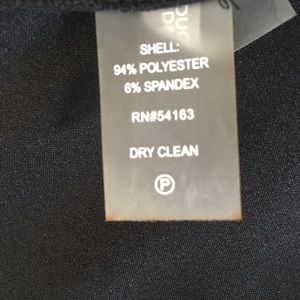 SHELL:
94% POLYESTER
6% SPANDEX
RN#54163
DRY CLEAN
P